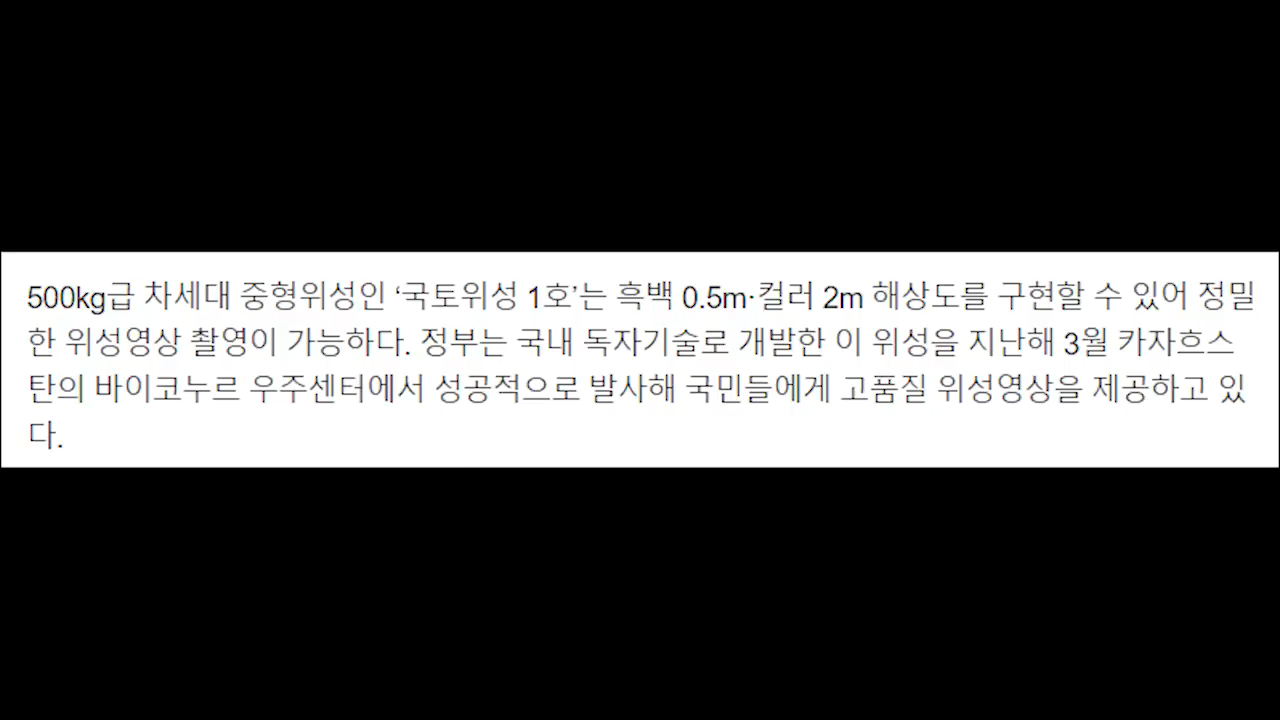 500kg급 차세대 중형위성인 ‘국토위성 1호’는 흑백 0.5m·컬러 2m 해상도를 구현할 수 있어 정밀
한 위성영상 촬영이 가능하다. 정부는 국내 독자기술로 개발한 이 위성을 지난해 3월 카자흐스
탄의 바이코누르 우주센터에서 성공적으로 발사해 국민들에게 고품질 위성영상을 제공하고 있
다.